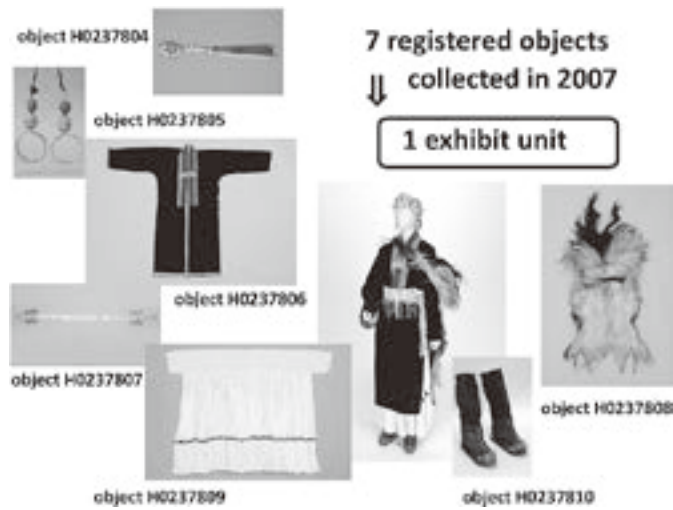 object H0237804
7 registered objects
⇓ collected in 2007
object H0237805
1 exhibit unit
object H0237806
object H0237807
object H0237808
object H0237809
object H0237810